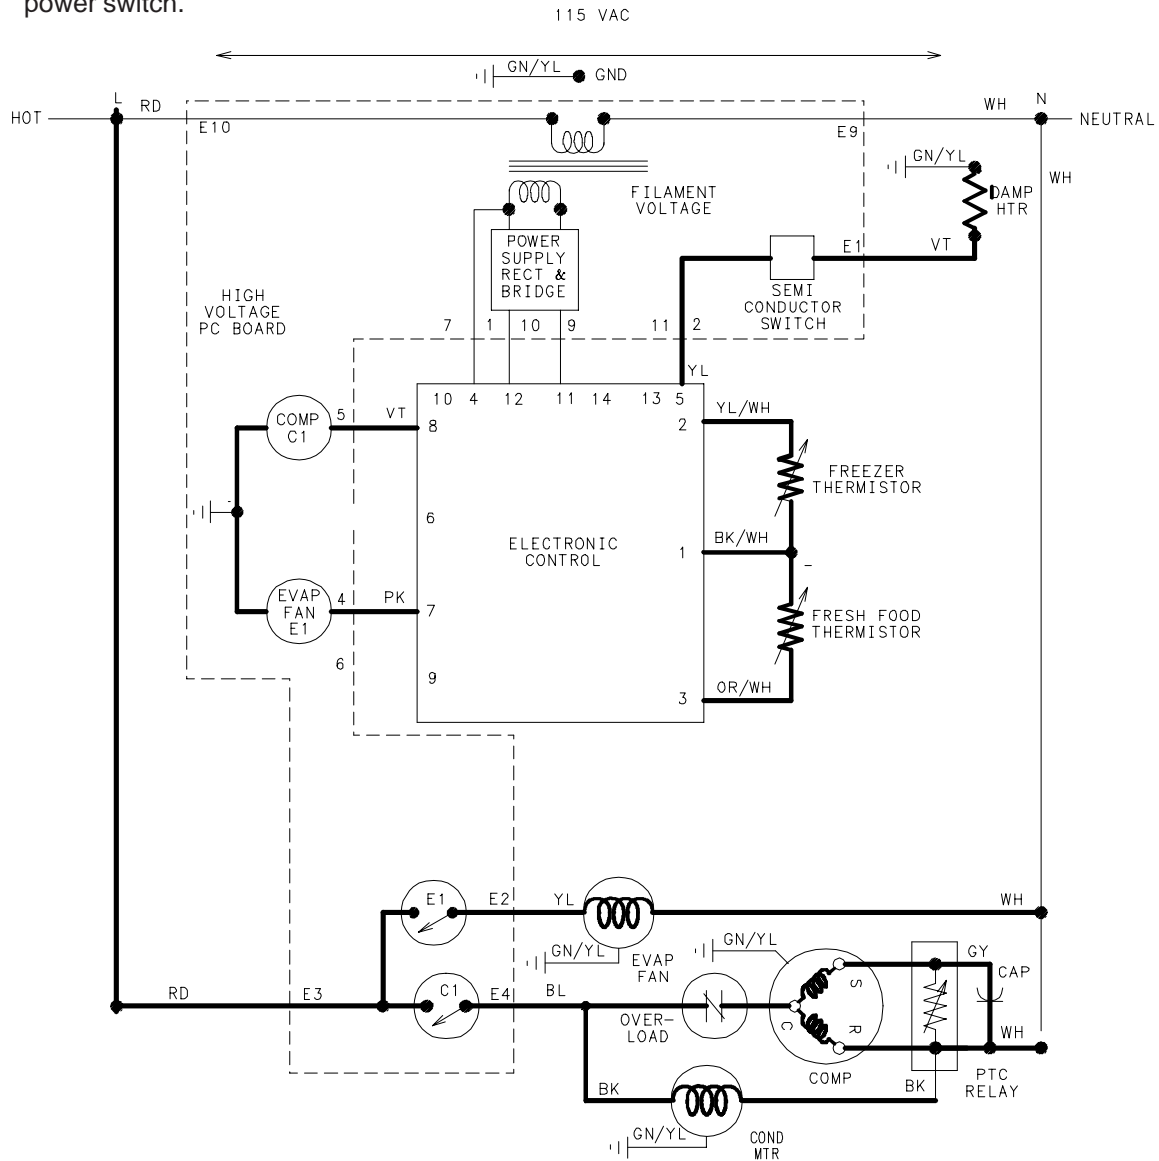 power switch.
115 VAC
GN/YL GND
L RD WH N
HOT E10 E9 NEUTRAL
GN/YL
WH
DAMP
HTR
FILAMENT
VOLTAGE
POWER
SUPPLY
RECT &
BRIDGE
E1 VT
SEMI
CONDUCTOR
SWITCH
HIGH
VOLTAGE
PC BOARD
7 1 10 9 11 2
YL
10 4 12 11 14 13 5
COMP
C1
5 VT 8
2 YL/WH
FREEZER
THERMISTOR
6
ELECTRONIC
CONTROL
1 BK/WH
EVAP
FAN
E1
4 PK 7
FRESH FOOD
THERMISTOR
6
9
3 OR/WH
E1 E2 YL WH
GN/YL
EVAP
FAN
GN/YL
GY
CAP
RD E3 C1 E4 BL
OVER-
LOAD
C S R
WH
COMP
PTC
RELAY
BK BK
GN/YL
COND
MTR